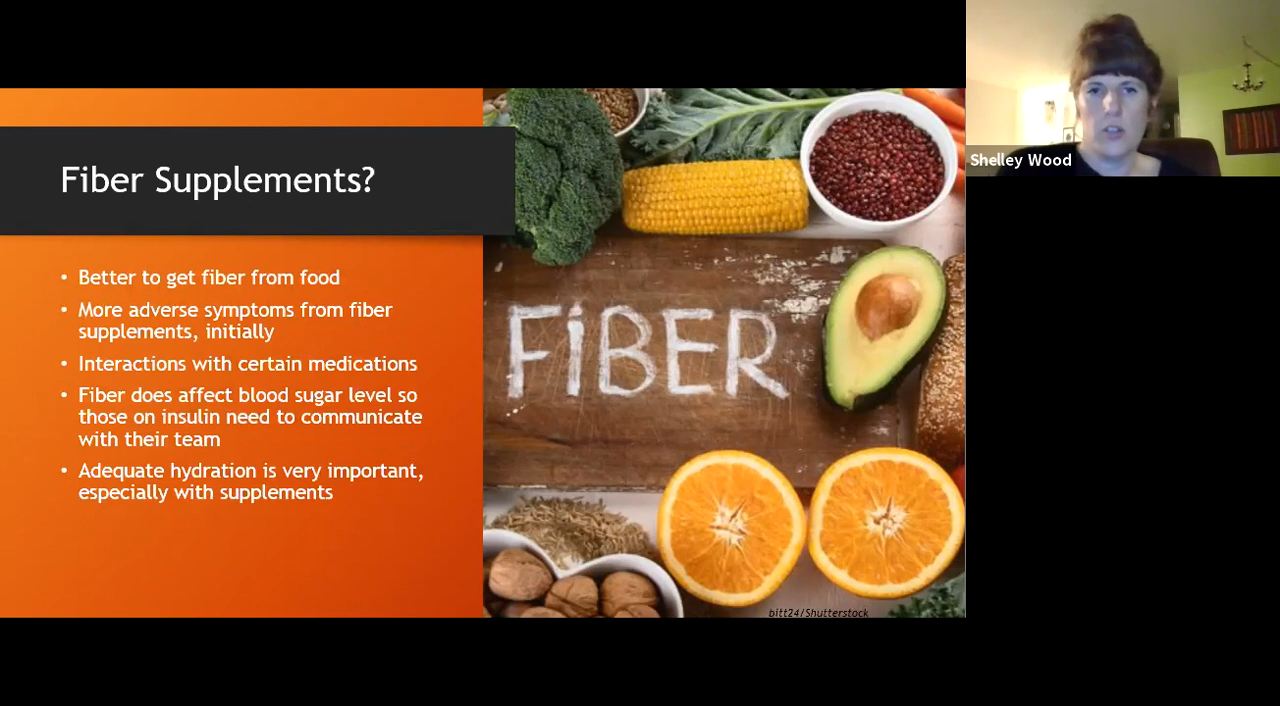 Fiber Supplements?
• Better to get fiber from food
• More adverse symptoms from fiber
supplements, initially
• Interactions with certain medications
• Fiber does affect blood sugar level so
those on insulin need to communicate
with their team
• Adequate hydration is very important,
especially with supplements
FiBER
bitt24/Shutterstock
Shelley Wood